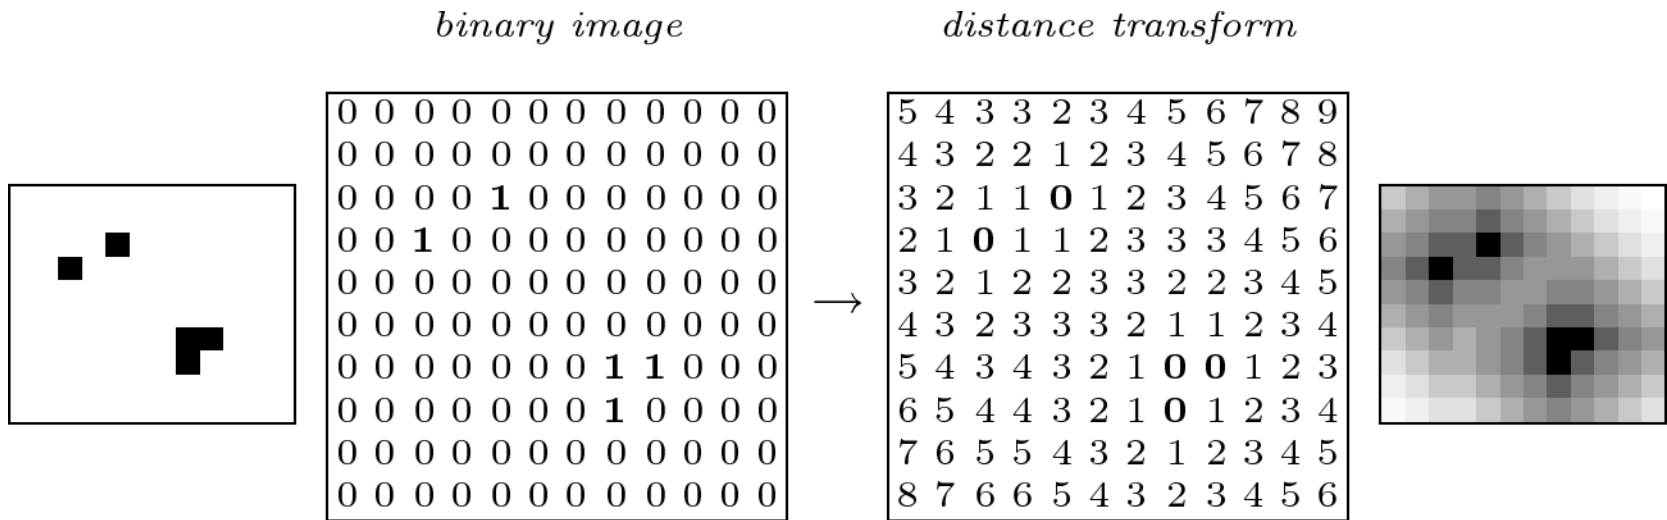 binary image distance transform
0 0 0 0 0 0 0 0 0 0 0 0 5 4 3 3 2 3 4 5 6 7 8 9
0 0 0 0 0 0 0 0 0 0 0 0 4 3 2 2 1 2 3 4 5 6 7 8
0 0 0 0 1 0 0 0 0 0 0 0 3 2 1 1 0 1 2 3 4 5 6 7
0 0 1 0 0 0 0 0 0 0 0 0 2 1 0 1 1 2 3 3 3 4 5 6
0 0 0 0 0 0 0 0 0 0 0 0 3 2 1 2 2 3 3 2 2 3 4 5
→
0 0 0 0 0 0 0 0 0 0 0 0 4 3 2 3 3 3 2 1 1 2 3 4
0 0 0 0 0 0 0 1 1 0 0 0 5 4 3 4 3 2 1 0 0 1 2 3
0 0 0 0 0 0 0 1 0 0 0 0 6 5 4 4 3 2 1 0 1 2 3 4
0 0 0 0 0 0 0 0 0 0 0 0 7 6 5 5 4 3 2 1 2 3 4 5
0 0 0 0 0 0 0 0 0 0 0 0 8 7 6 6 5 4 3 2 3 4 5 6